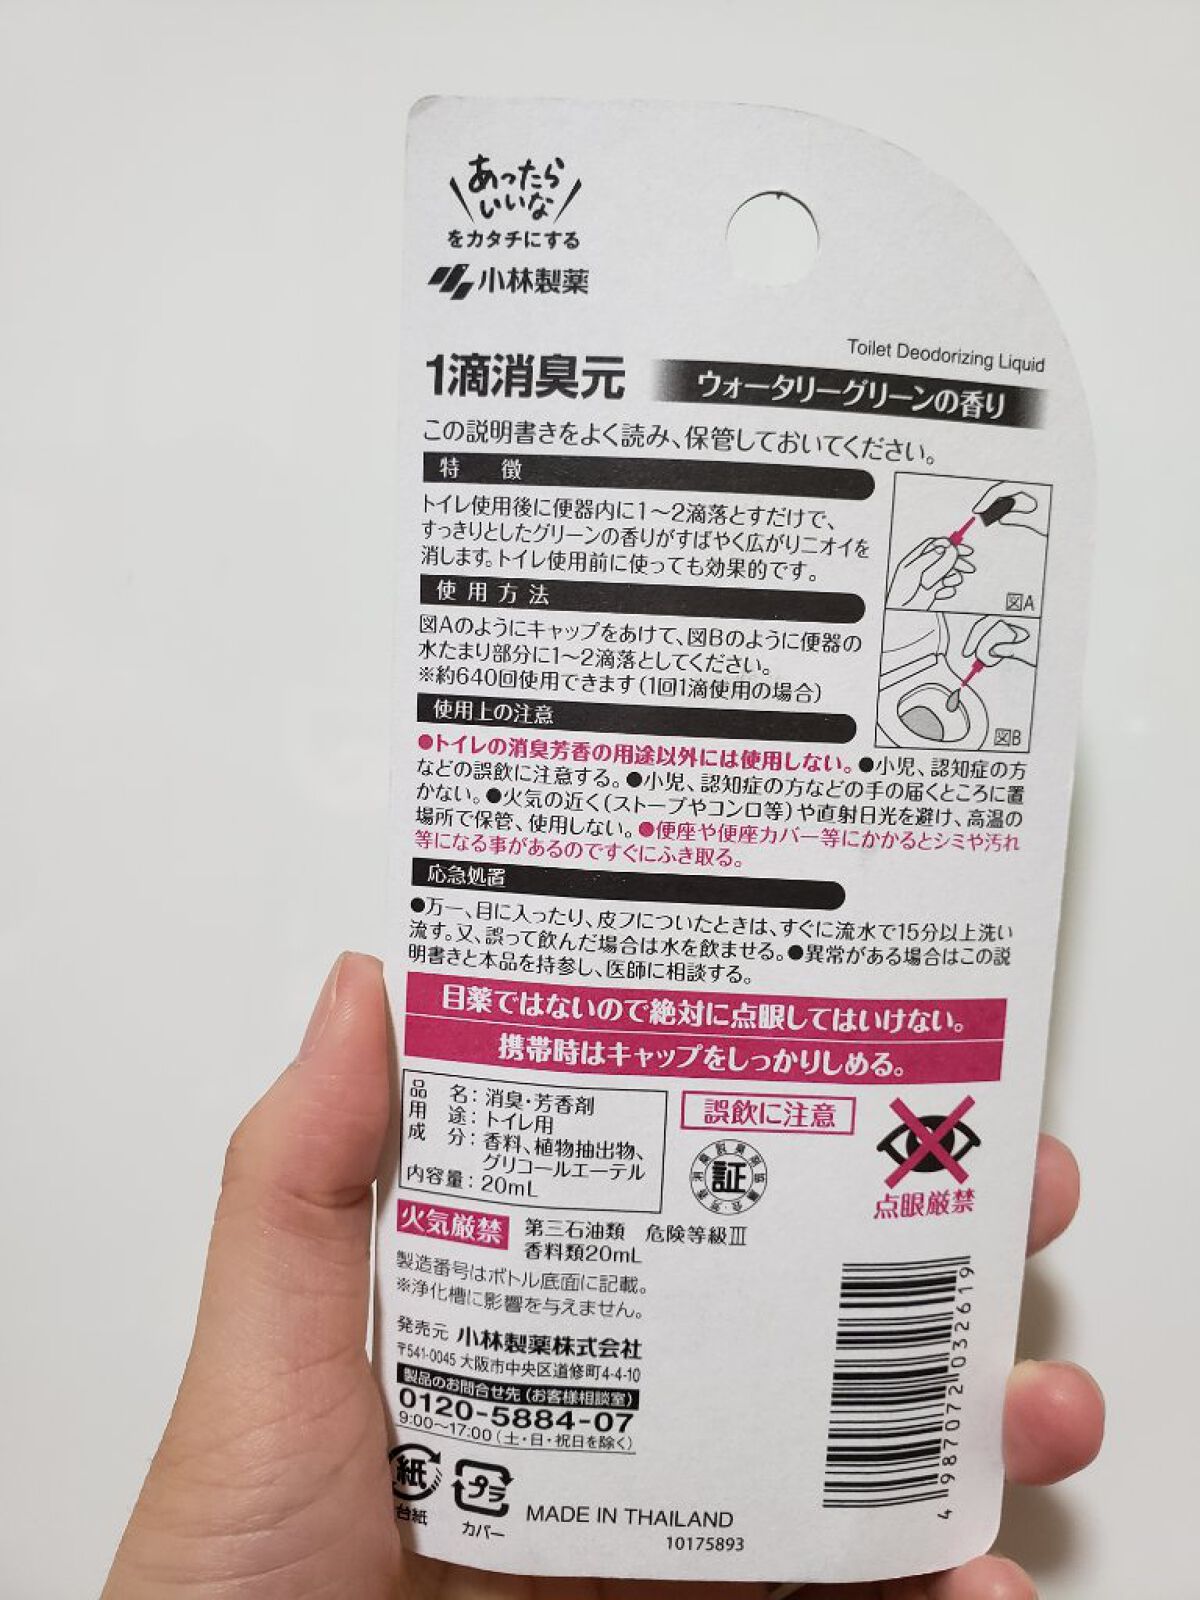 あったら
いいな
をカタチにする
小林製薬
Toilet Deodorizing Liquid
1滴消臭元
ウォータリーグリーンの香り
この説明書きをよく読み、保管しておいてください。
特 徴
トイレ使用後に便器内に1～2滴落とすだけで、
すっきりとしたグリーンの香りがすばやく広がりニオイを
消します。トイレ使用前に使っても効果的です。
使用方法
図Aのようにキャップをあけて、図Bのように便器の
水たまり部分に1～2滴落としてください。
※約640回使用できます(1回1滴使用の場合)
図A
図B
使用上の注意
●トイレの消臭芳香の用途以外には使用しない。●小児、認知症の方
などの誤飲に注意する。●小児、認知症の方などの手の届くところに置
かない。●火気の近く(ストーブやコンロ等)や直射日光を避け、高温の
場所で保管、使用しない。●便座や便座カバー等にかかるとシミや汚れ
等になる事があるのですぐにふき取る。
応急処置
●万一、目に入ったり、皮フについたときは、すぐに流水で15分以上洗い
流す。又、誤って飲んだ場合は水を飲ませる。●異常がある場合はこの説
明書きと本品を持参し、医師に相談する。
目薬ではないので絶対に点眼してはいけない。
携帯時はキャップをしっかりしめる。
品 名：消臭・芳香剤
用 途：トイレ用
成 分：香料、植物抽出物、
グリコールエーテル
内容量：20mL
誤飲に注意
証
点眼厳禁
火気厳禁
第三石油類 危険等級Ⅲ
香料類20mL
製造番号はボトル底面に記載。
※浄化槽に影響を与えません。
発売元 小林製薬株式会社
〒541-0045 大阪市中央区道修町4-4-10
製品のお問合せ先(お客様相談室)
0120-5884-07
9:00～17:00(土・日・祝日を除く)
紙
台紙
プラ
カバー
MADE IN THAILAND
10175893
4 987072 032619